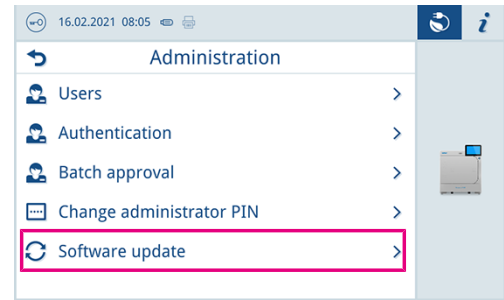 16.02.2021 08:05
Administration
Users
Authentication
Batch approval
Change administrator PIN
Software update